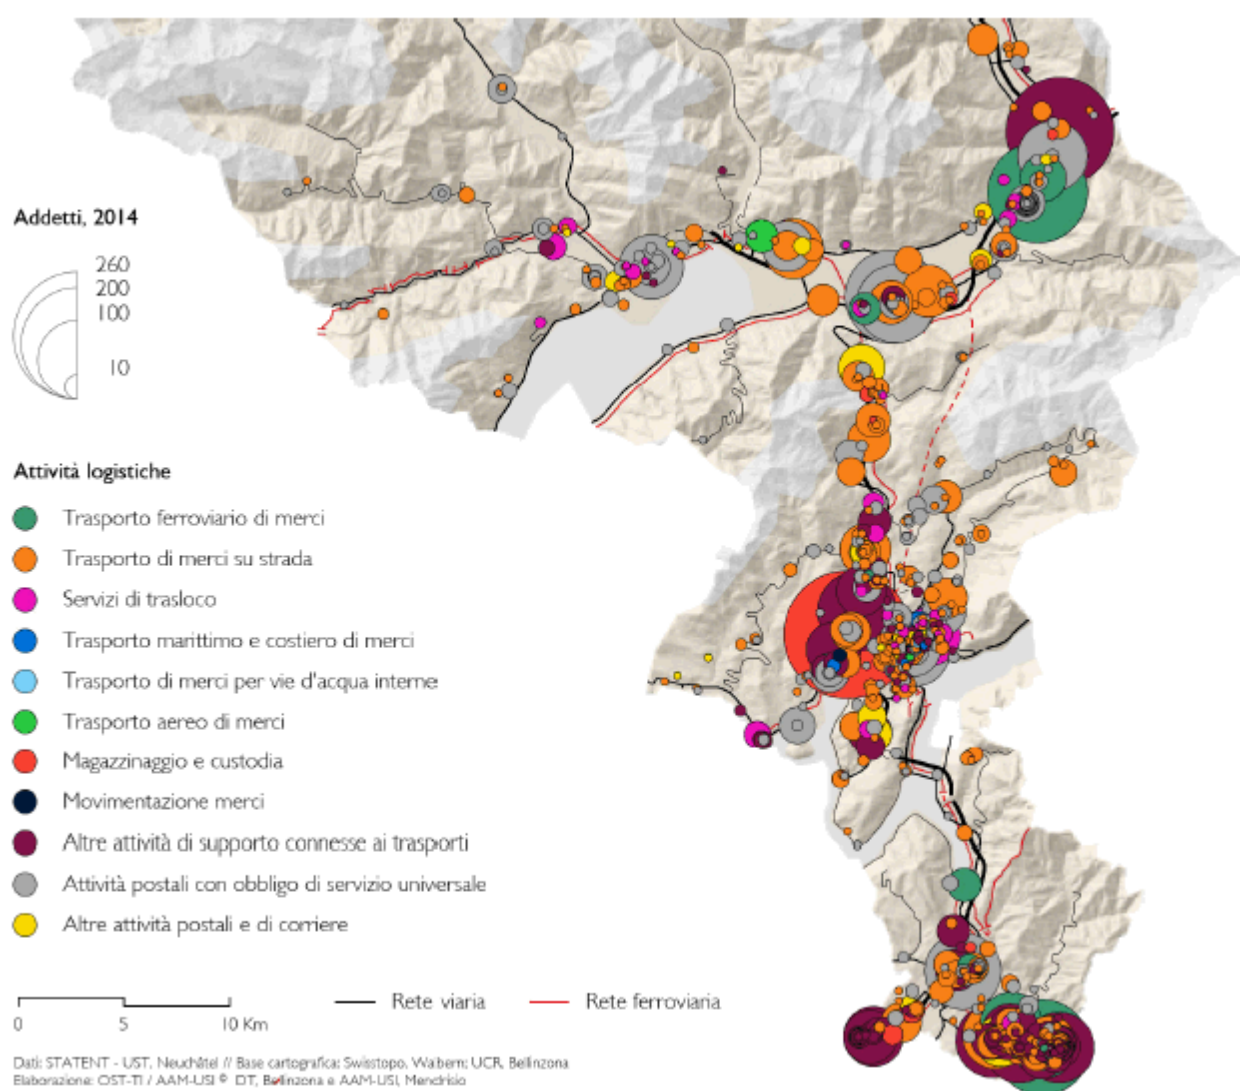 Addetti, 2014
260
200
100
10
Attività logistiche
Trasporto ferroviario di merci
Trasporto di merci su strada
Servizi di trasloco
Trasporto marittimo e costiero di merci
Trasporto di merci per vie d'acqua interne
Trasporto aereo di merci
Magazzinaggio e custodia
Movimentazione merci
Altre attività di supporto connesse ai trasporti
Attività postali con obbligo di servizio universale
Altre attività postali e di corriere
0 5 10 Km
Rete viaria
Rete ferroviaria
Dati: STATENT - UST, Neuchâtel // Base cartografica: Swisstopo, Wabern; UCR, Bellinzona
Elaborazione: OST-TI / AAM-USI © DT, Bellinzona e AAM-USI, Mendrisio